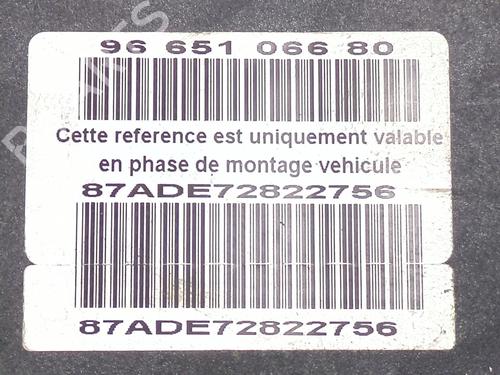 96 651 066 80
Cette reference est uniquement valable
en phase de montage vehicule
87ADE72822756
87ADE72822756